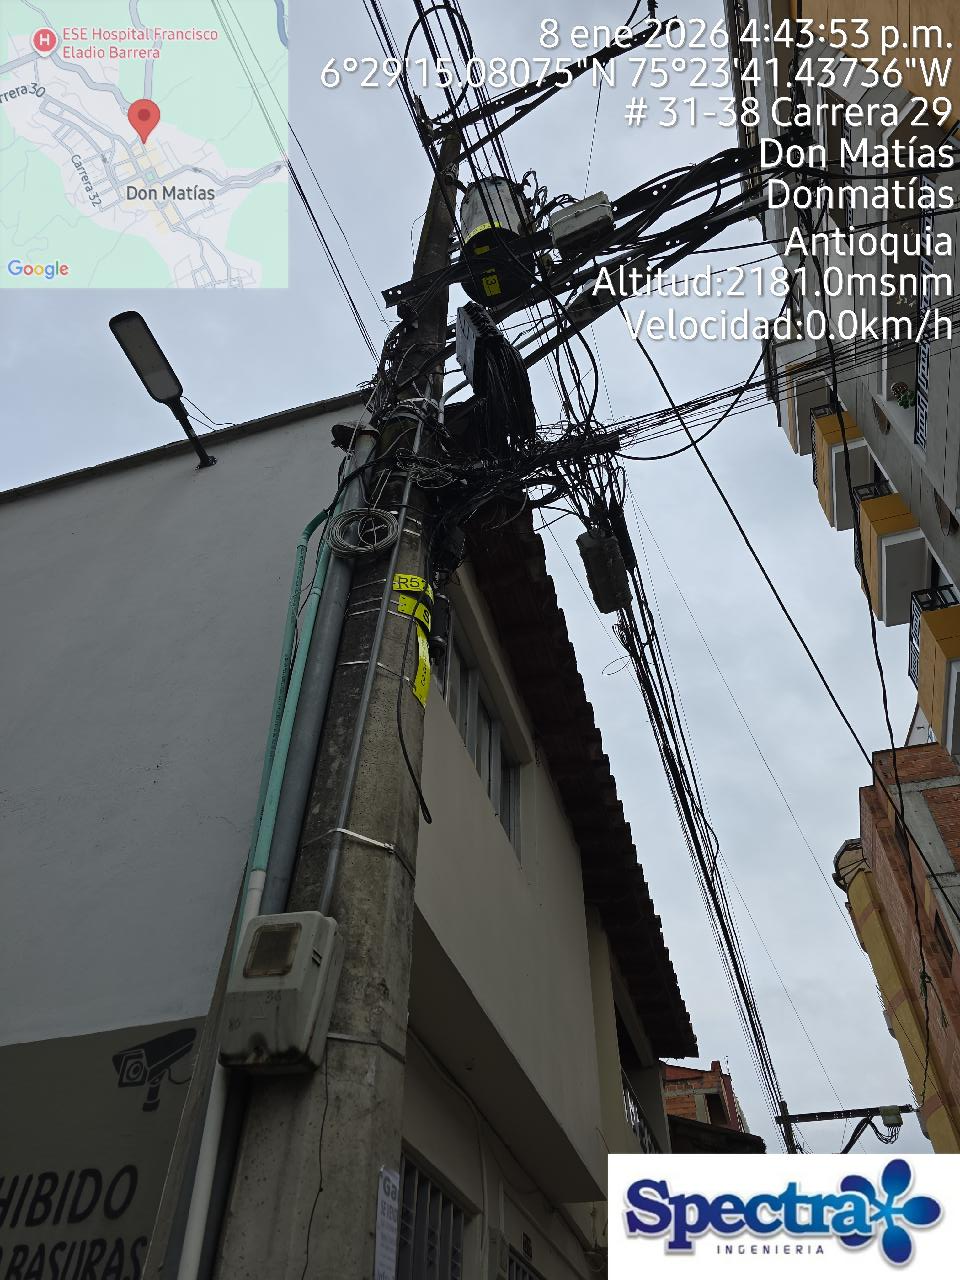 ESE Hospital Francisco
Eladio Barrera
rrera 30
Carrera 32
Don Matías
Google
8 ene 2026 4:43:53 p.m.
6°29'15.08075"N 75°23'41.43736"W
# 31-38 Carrera 29
Don Matías
Donmatías
Antioquia
Altitud:2181.0msnm
Velocidad:0.0km/h
HIBIDO
BASURAS
Spectra
INGENIERIA